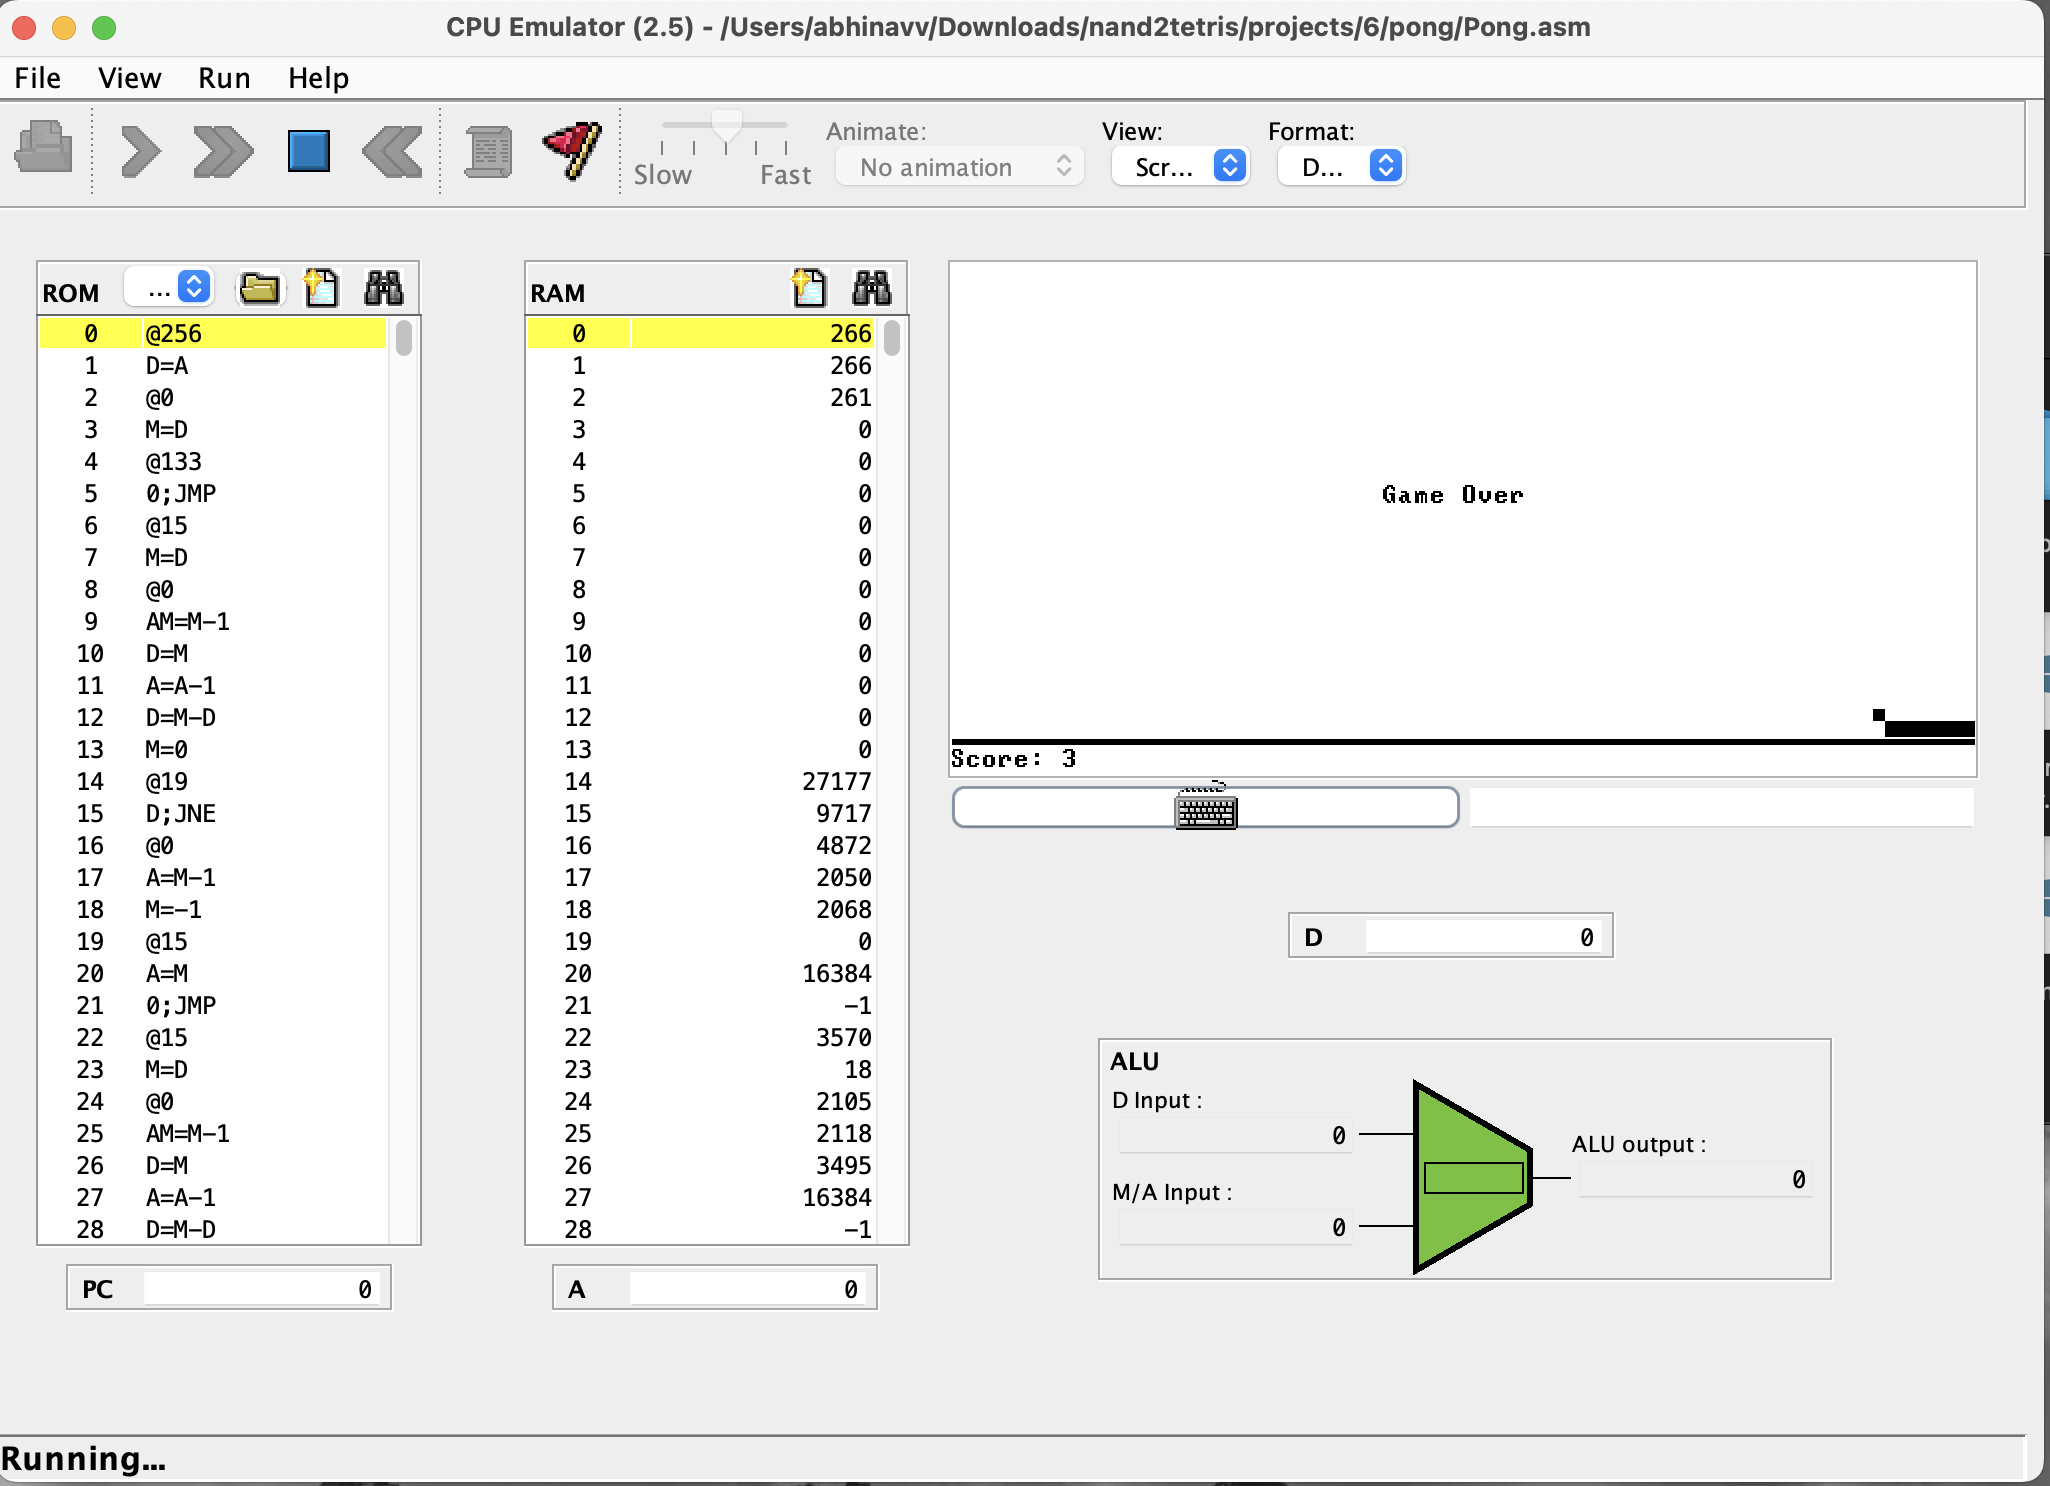 CPU Emulator (2.5) - /Users/abhinavv/Downloads/nand2tetris/projects/6/pong/Pong.asm
File View Run Help
Slow Fast
Animate:
No animation
View:
Scr...
Format:
D...
ROM ...
0 @256
1 D=A
2 @0
3 M=D
4 @133
5 0;JMP
6 @15
7 M=D
8 @0
9 AM=M-1
10 D=M
11 A=A-1
12 D=M-D
13 M=0
14 @19
15 D;JNE
16 @0
17 A=M-1
18 M=-1
19 @15
20 A=M
21 0;JMP
22 @15
23 M=D
24 @0
25 AM=M-1
26 D=M
27 A=A-1
28 D=M-D
PC 0
RAM
0 266
1 266
2 261
3 0
4 0
5 0
6 0
7 0
8 0
9 0
10 0
11 0
12 0
13 0
14 27177
15 9717
16 4872
17 2050
18 2068
19 0
20 16384
21 -1
22 3570
23 18
24 2105
25 2118
26 3495
27 16384
28 -1
A 0
Game Over
Score: 3
D 0
ALU
D Input :
0
M/A Input :
0
ALU output :
0
Running...